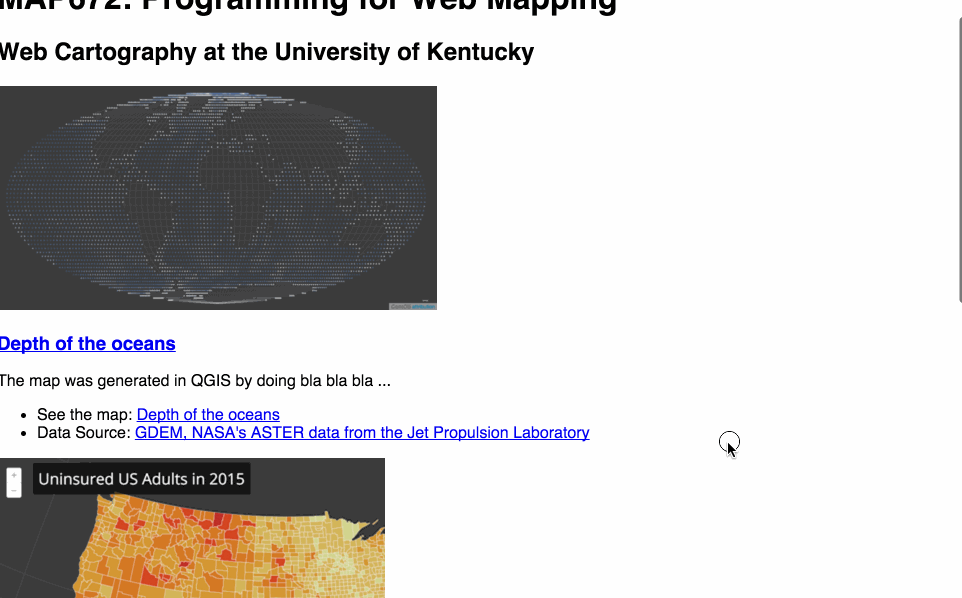 MAP672: Programming for Web Mapping
Web Cartography at the University of Kentucky
Depth of the oceans
The map was generated in QGIS by doing bla bla bla ...
See the map: Depth of the oceans
Data Source: GDEM, NASA's ASTER data from the Jet Propulsion Laboratory
Uninsured US Adults in 2015